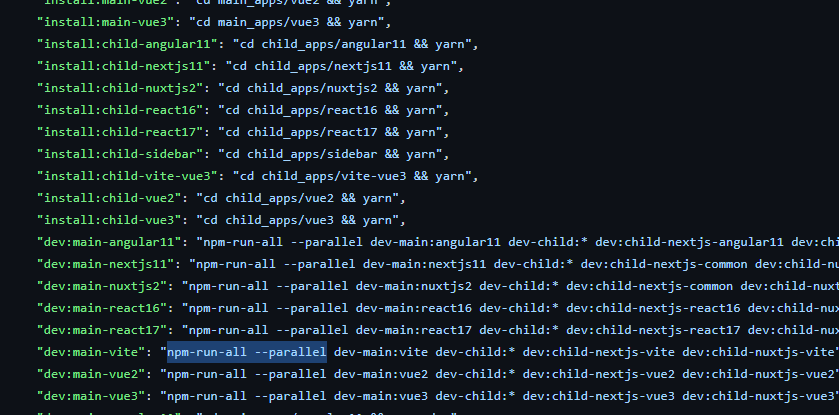 "install:main-vue2": "cd main_apps/vue2 && yarn",
"install:main-vue3": "cd main_apps/vue3 && yarn",
"install:child-angular11": "cd child_apps/angular11 && yarn",
"install:child-nextjs11": "cd child_apps/nextjs11 && yarn",
"install:child-nuxtjs2": "cd child_apps/nuxtjs2 && yarn",
"install:child-react16": "cd child_apps/react16 && yarn",
"install:child-react17": "cd child_apps/react17 && yarn",
"install:child-sidebar": "cd child_apps/sidebar && yarn",
"install:child-vite-vue3": "cd child_apps/vite-vue3 && yarn",
"install:child-vue2": "cd child_apps/vue2 && yarn",
"install:child-vue3": "cd child_apps/vue3 && yarn",
"dev:main-angular11": "npm-run-all --parallel dev-main:angular11 dev-child:* dev:child-nextjs-angular11 dev:chi
"dev:main-nextjs11": "npm-run-all --parallel dev-main:nextjs11 dev-child:* dev:child-nextjs-common dev:child-nu
"dev:main-nuxtjs2": "npm-run-all --parallel dev-main:nuxtjs2 dev-child:* dev:child-nextjs-common dev:child-nuxt
"dev:main-react16": "npm-run-all --parallel dev-main:react16 dev-child:* dev:child-nextjs-react16 dev:child-nux
"dev:main-react17": "npm-run-all --parallel dev-main:react17 dev-child:* dev:child-nextjs-react17 dev:child-nux
"dev:main-vite": "npm-run-all --parallel dev-main:vite dev-child:* dev:child-nextjs-vite dev:child-nuxtjs-vite"
"dev:main-vue2": "npm-run-all --parallel dev-main:vue2 dev-child:* dev:child-nextjs-vue2 dev:child-nuxtjs-vue2"
"dev:main-vue3": "npm-run-all --parallel dev-main:vue3 dev-child:* dev:child-nextjs-vue3 dev:child-nuxtjs-vue3"